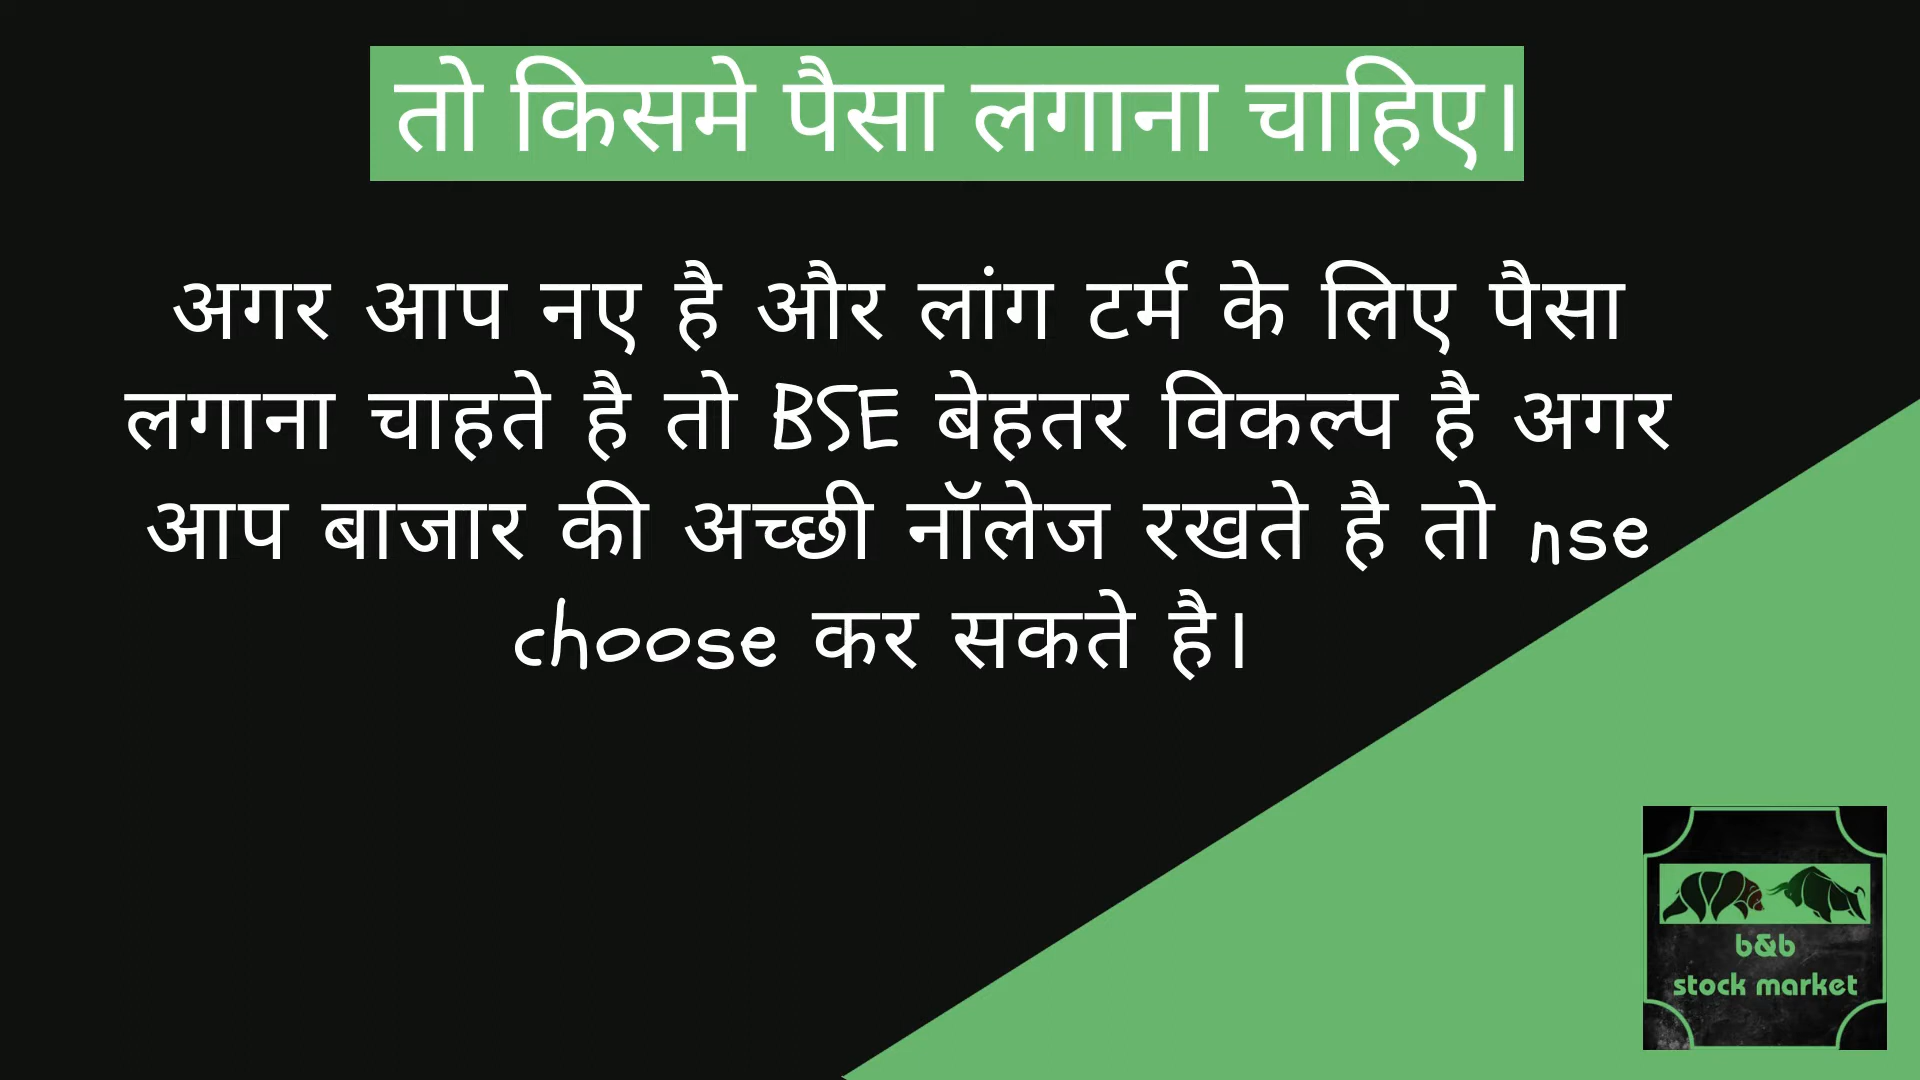 तो किसमे पैसा लगाना चाहिए।
अगर आप नए है और लांग टर्म के लिए पैसा
लगाना चाहते है तो BSE बेहतर विकल्प है अगर
आप बाजार की अच्छी नॉलेज रखते है तो nse
choose कर सकते है।
b&b
stock market